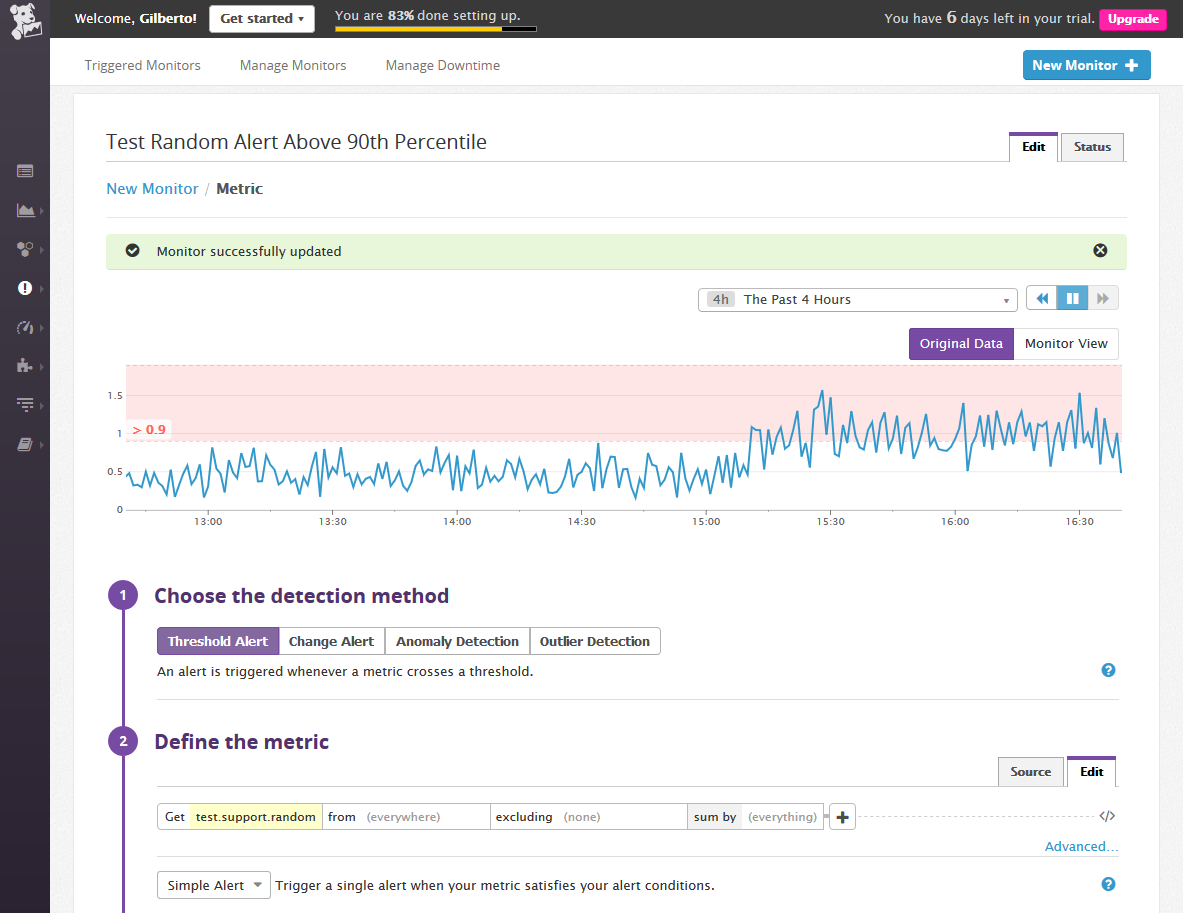 Welcome, Gilberto! Get started ▾ You are 83% done setting up. You have 6 days left in your trial. Upgrade
Triggered Monitors Manage Monitors Manage Downtime New Monitor +
Test Random Alert Above 90th Percentile Edit Status
New Monitor / Metric
Monitor successfully updated
4h The Past 4 Hours
Original Data Monitor View
1.5
1
> 0.9
0.5
0
13:00 13:30 14:00 14:30 15:00 15:30 16:00 16:30
1 Choose the detection method
Threshold Alert Change Alert Anomaly Detection Outlier Detection
An alert is triggered whenever a metric crosses a threshold. ?
2 Define the metric
Source Edit
Get test.support.random from (everywhere) excluding (none) sum by (everything) + </>
Advanced...
Simple Alert Trigger a single alert when your metric satisfies your alert conditions. ?